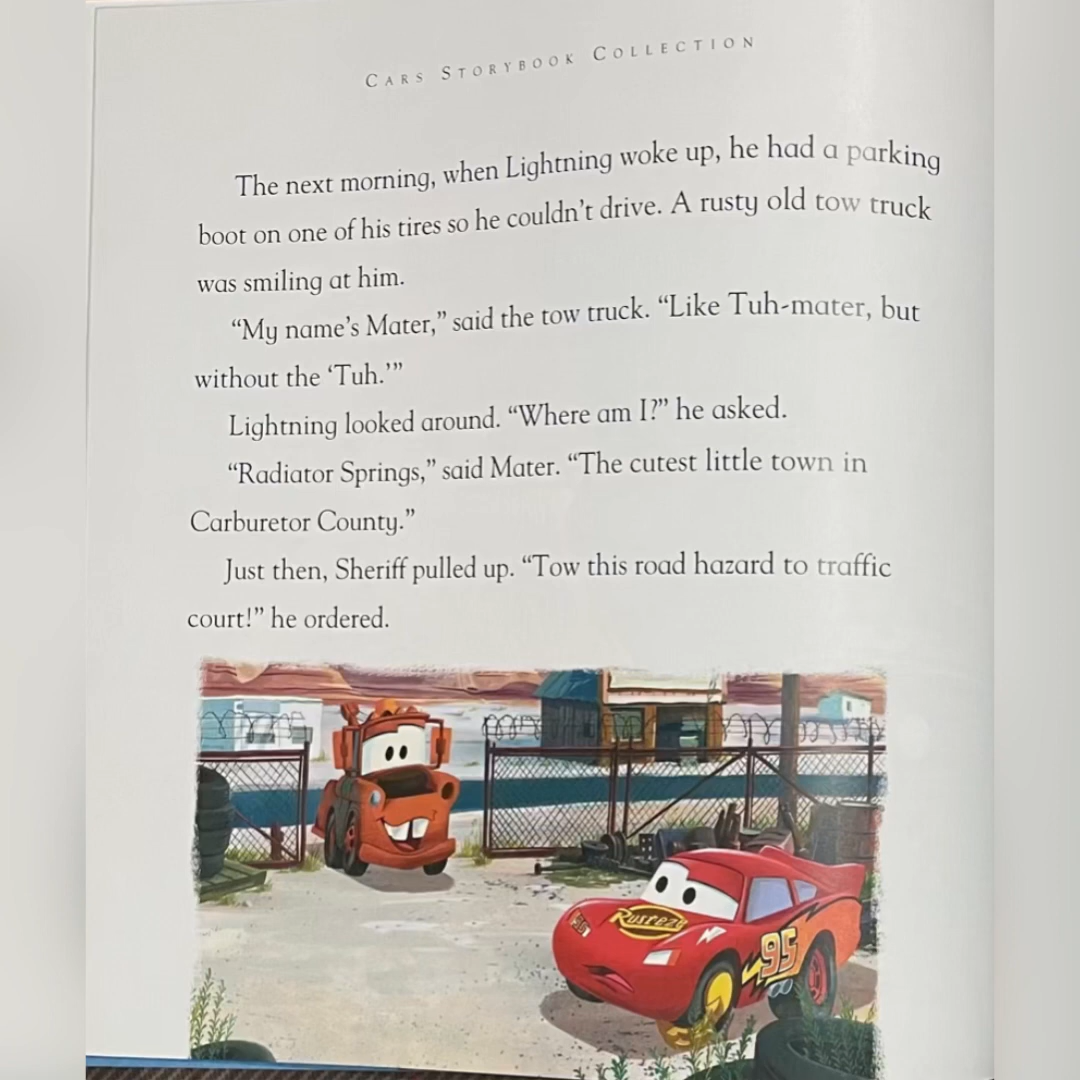 CARS STORYBOOK COLLECTION
The next morning, when Lightning woke up, he had a parking
boot on one of his tires so he couldn’t drive. A rusty old tow truck
was smiling at him.
“My name’s Mater,” said the tow truck. “Like Tuh-mater, but
without the ‘Tuh.’”
Lightning looked around. “Where am I?” he asked.
“Radiator Springs,” said Mater. “The cutest little town in
Carburetor County.”
Just then, Sheriff pulled up. “Tow this road hazard to traffic
court!” he ordered.
Rusteze
95